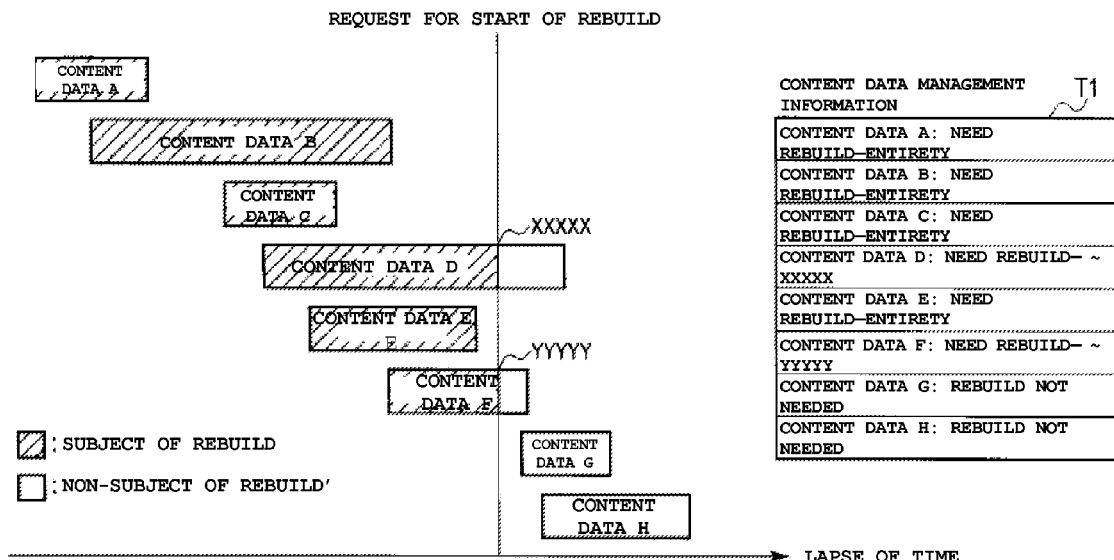 REQUEST FOR START OF REBUILD
CONTENT
DATA A
CONTENT DATA B
CONTENT
DATA C
XXXXX
CONTENT DATA D
CONTENT DATA E
E
YYYYY
CONTENT
DATA F
CONTENT
DATA G
CONTENT
DATA H
: SUBJECT OF REBUILD
: NON-SUBJECT OF REBUILD'
LAPSE OF TIME
CONTENT DATA MANAGEMENT
INFORMATION
T1
CONTENT DATA A: NEED
REBUILD—ENTIRETY
CONTENT DATA B: NEED
REBUILD—ENTIRETY
CONTENT DATA C: NEED
REBUILD—ENTIRETY
CONTENT DATA D: NEED REBUILD— ~
XXXXX
CONTENT DATA E: NEED
REBUILD—ENTIRETY
CONTENT DATA F: NEED REBUILD— ~
YYYYY
CONTENT DATA G: REBUILD NOT
NEEDED
CONTENT DATA H: REBUILD NOT
NEEDED